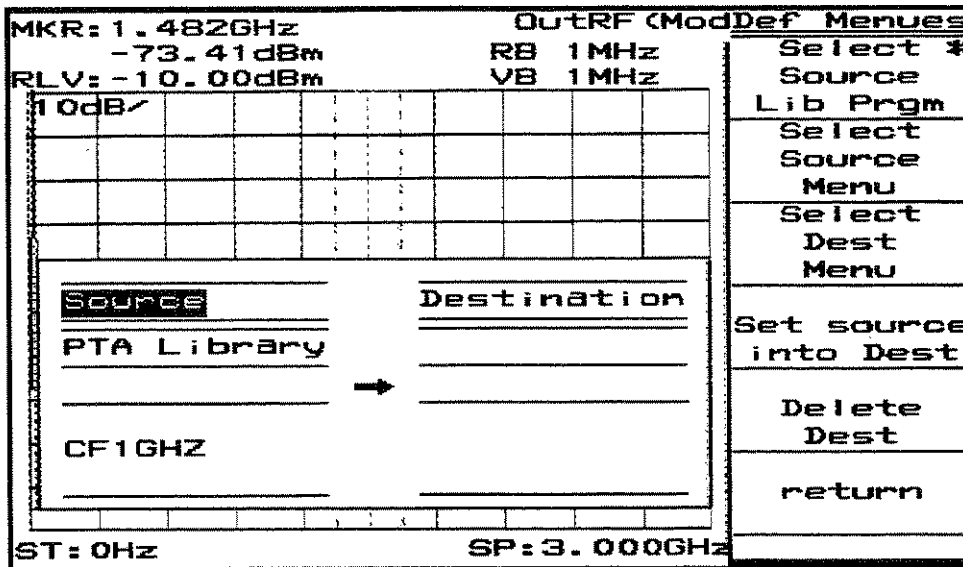 MKR:1.482GHz
-73.41dBm
RLV:-10.00dBm
OutRF(Mod
RB 1MHz
VB 1MHz
10dB/
Source
PTA Library
CF1GHZ
Destination
ST:0Hz
SP:3.000GHz
Def Menues
Select *
Source
Lib Prgm
Select
Source
Menu
Select
Dest
Menu
Set source
into Dest
Delete
Dest
return